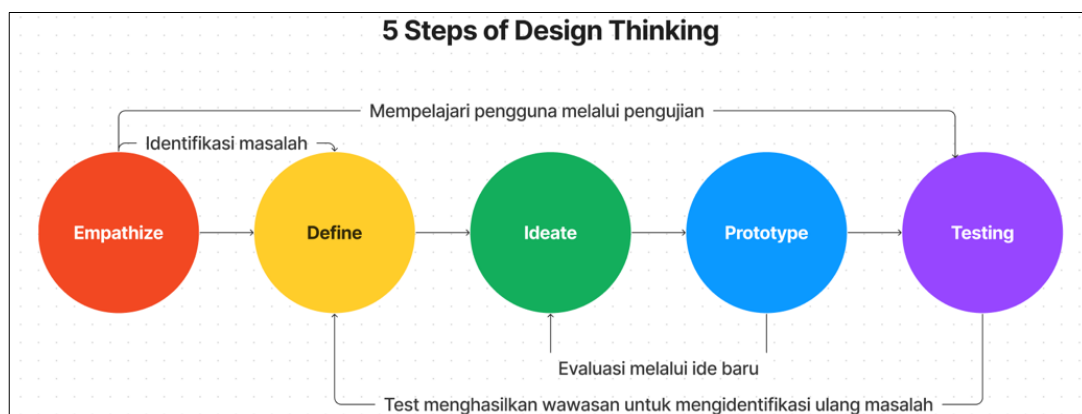 5 Steps of Design Thinking
Mempelajari pengguna melalui pengujian
Identifikasi masalah
Empathize
Define
Ideate
Prototype
Testing
Evaluasi melalui ide baru
Test menghasilkan wawasan untuk mengidentifikasi ulang masalah